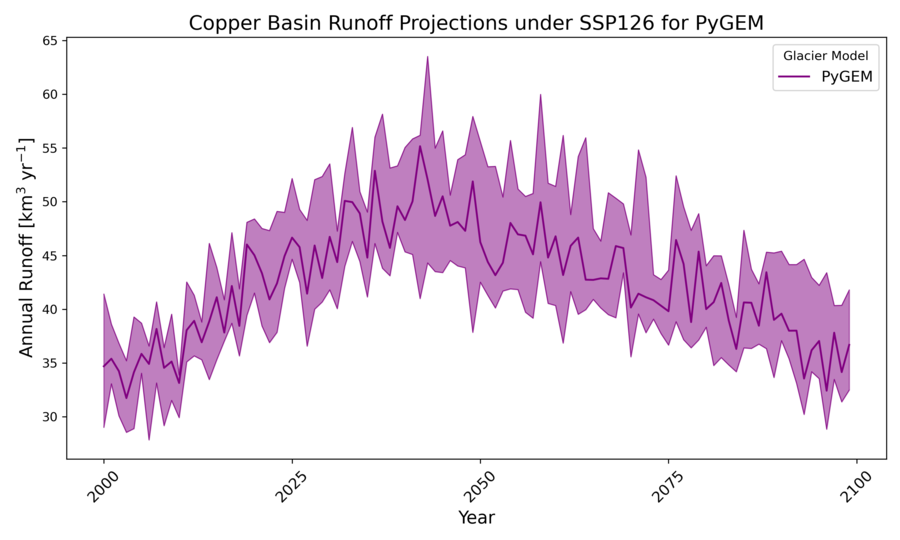 Copper Basin Runoff Projections under SSP126 for PyGEM
Glacier Model
PyGEM
Annual Runoff [km³ yr⁻¹]
65
60
55
50
45
40
35
30
2000
2025
2050
2075
2100
Year